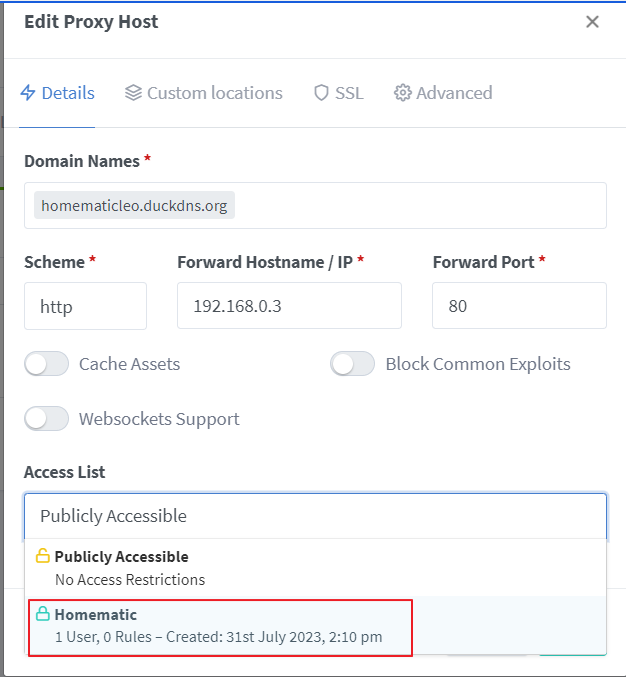 Edit Proxy Host
Details Custom locations SSL Advanced
Domain Names *
homematicleo.duckdns.org
Scheme * Forward Hostname / IP * Forward Port *
http 192.168.0.3 80
Cache Assets Block Common Exploits
Websockets Support
Access List
Publicly Accessible
Publicly Accessible
No Access Restrictions
Homematic
1 User, 0 Rules – Created: 31st July 2023, 2:10 pm